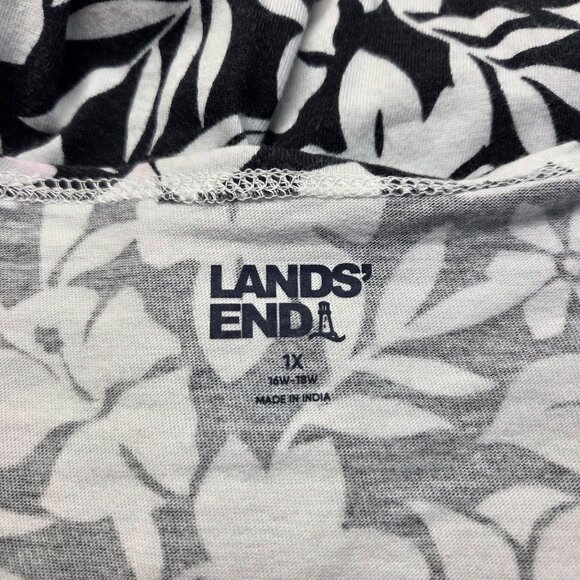 LANDS'
END
1X
16W-18W
MADE IN INDIA